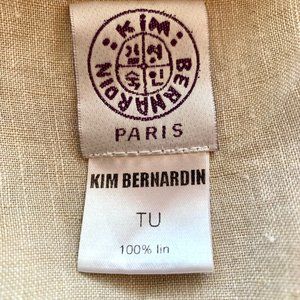 KIM BERNARDIN
PARIS
KIM BERNARDIN
TU
100% lin